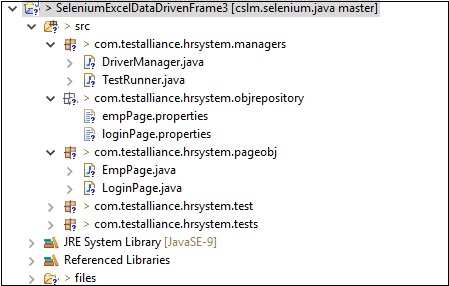 > SeleniumExcelDataDrivenFrame3 [cslm.selenium.java master]
> src
> com.testalliance.hrsystem.managers
> DriverManager.java
> TestRunner.java
> com.testalliance.hrsystem.objrepository
empPage.properties
loginPage.properties
> com.testalliance.hrsystem.pageobj
> EmpPage.java
> LoginPage.java
> com.testalliance.hrsystem.test
> com.testalliance.hrsystem.tests
JRE System Library [JavaSE-9]
Referenced Libraries
> files